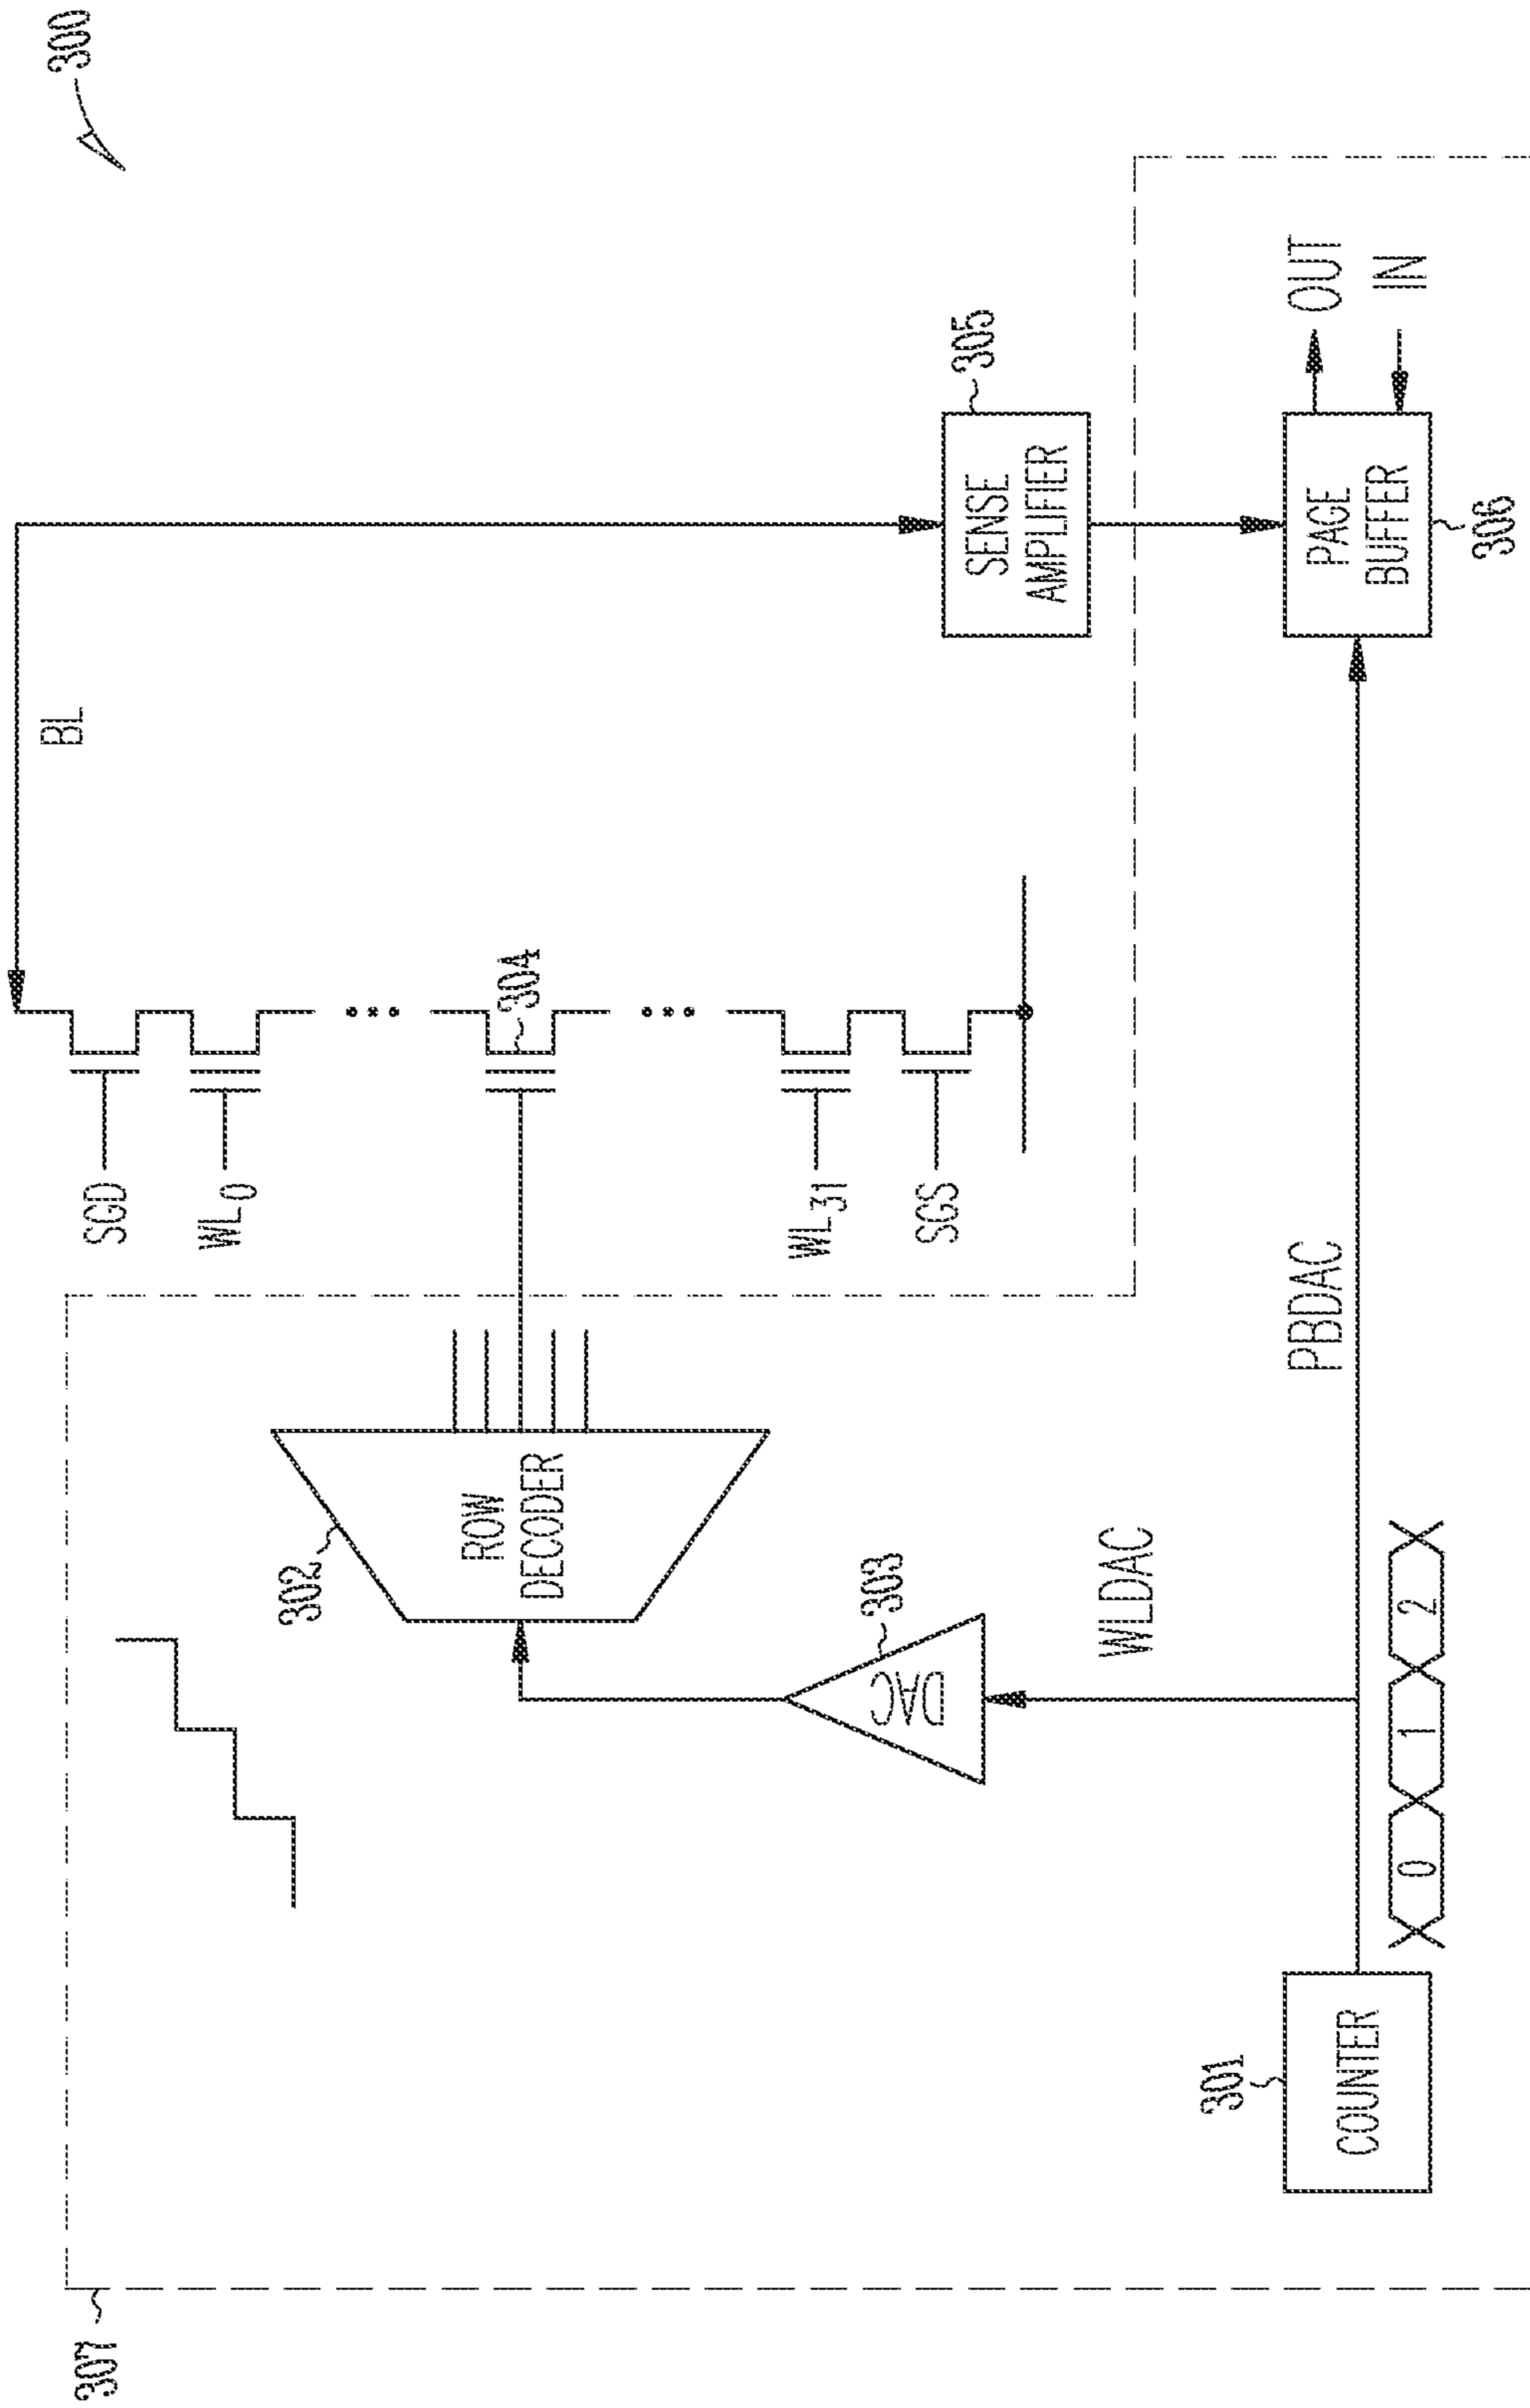 300
BL
SGD
WL0
304
WL31
SGS
305
SENSE
AMPLIFIER
OUT
IN
PAGE
BUFFER
306
PBDAC
302
ROW
DECODER
303
DAC
WLDAC
0 1 2
301
COUNTER
307